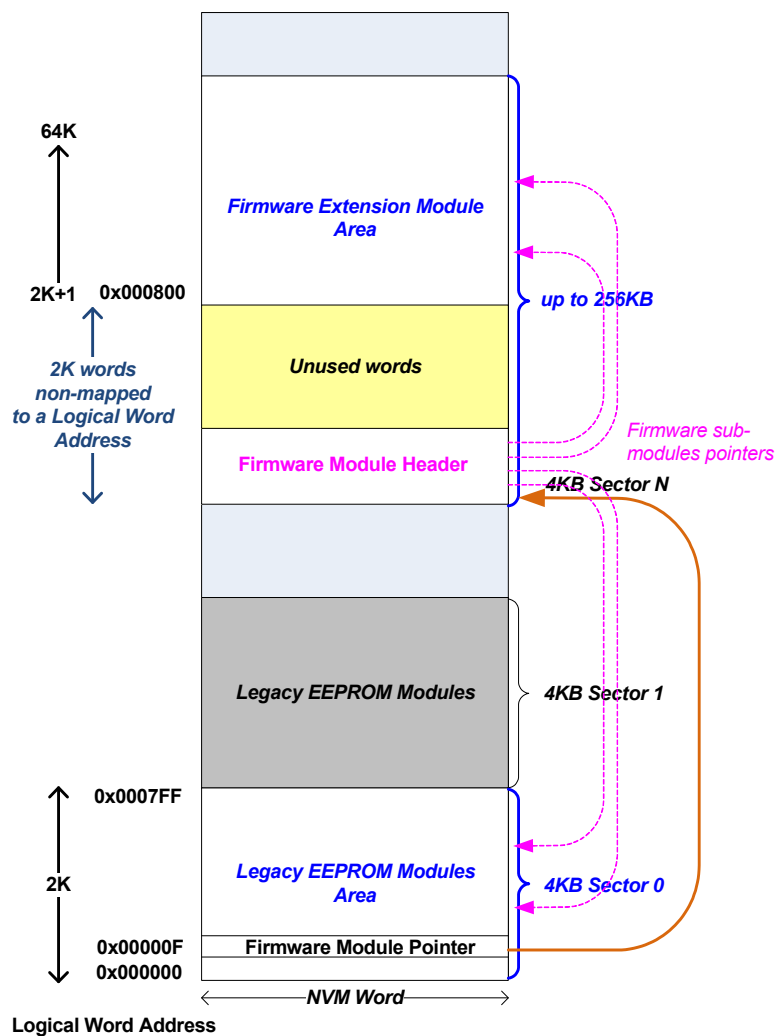 64K
Firmware Extension Module
Area
2K+1
0x000800
up to 256KB
2K words
non-mapped
to a Logical Word
Address
Unused words
Firmware Module Header
Firmware sub-
modules pointers
4KB Sector N
Legacy EEPROM Modules
4KB Sector 1
0x0007FF
2K
Legacy EEPROM Modules
Area
4KB Sector 0
0x00000F
Firmware Module Pointer
0x000000
NVM Word
Logical Word Address